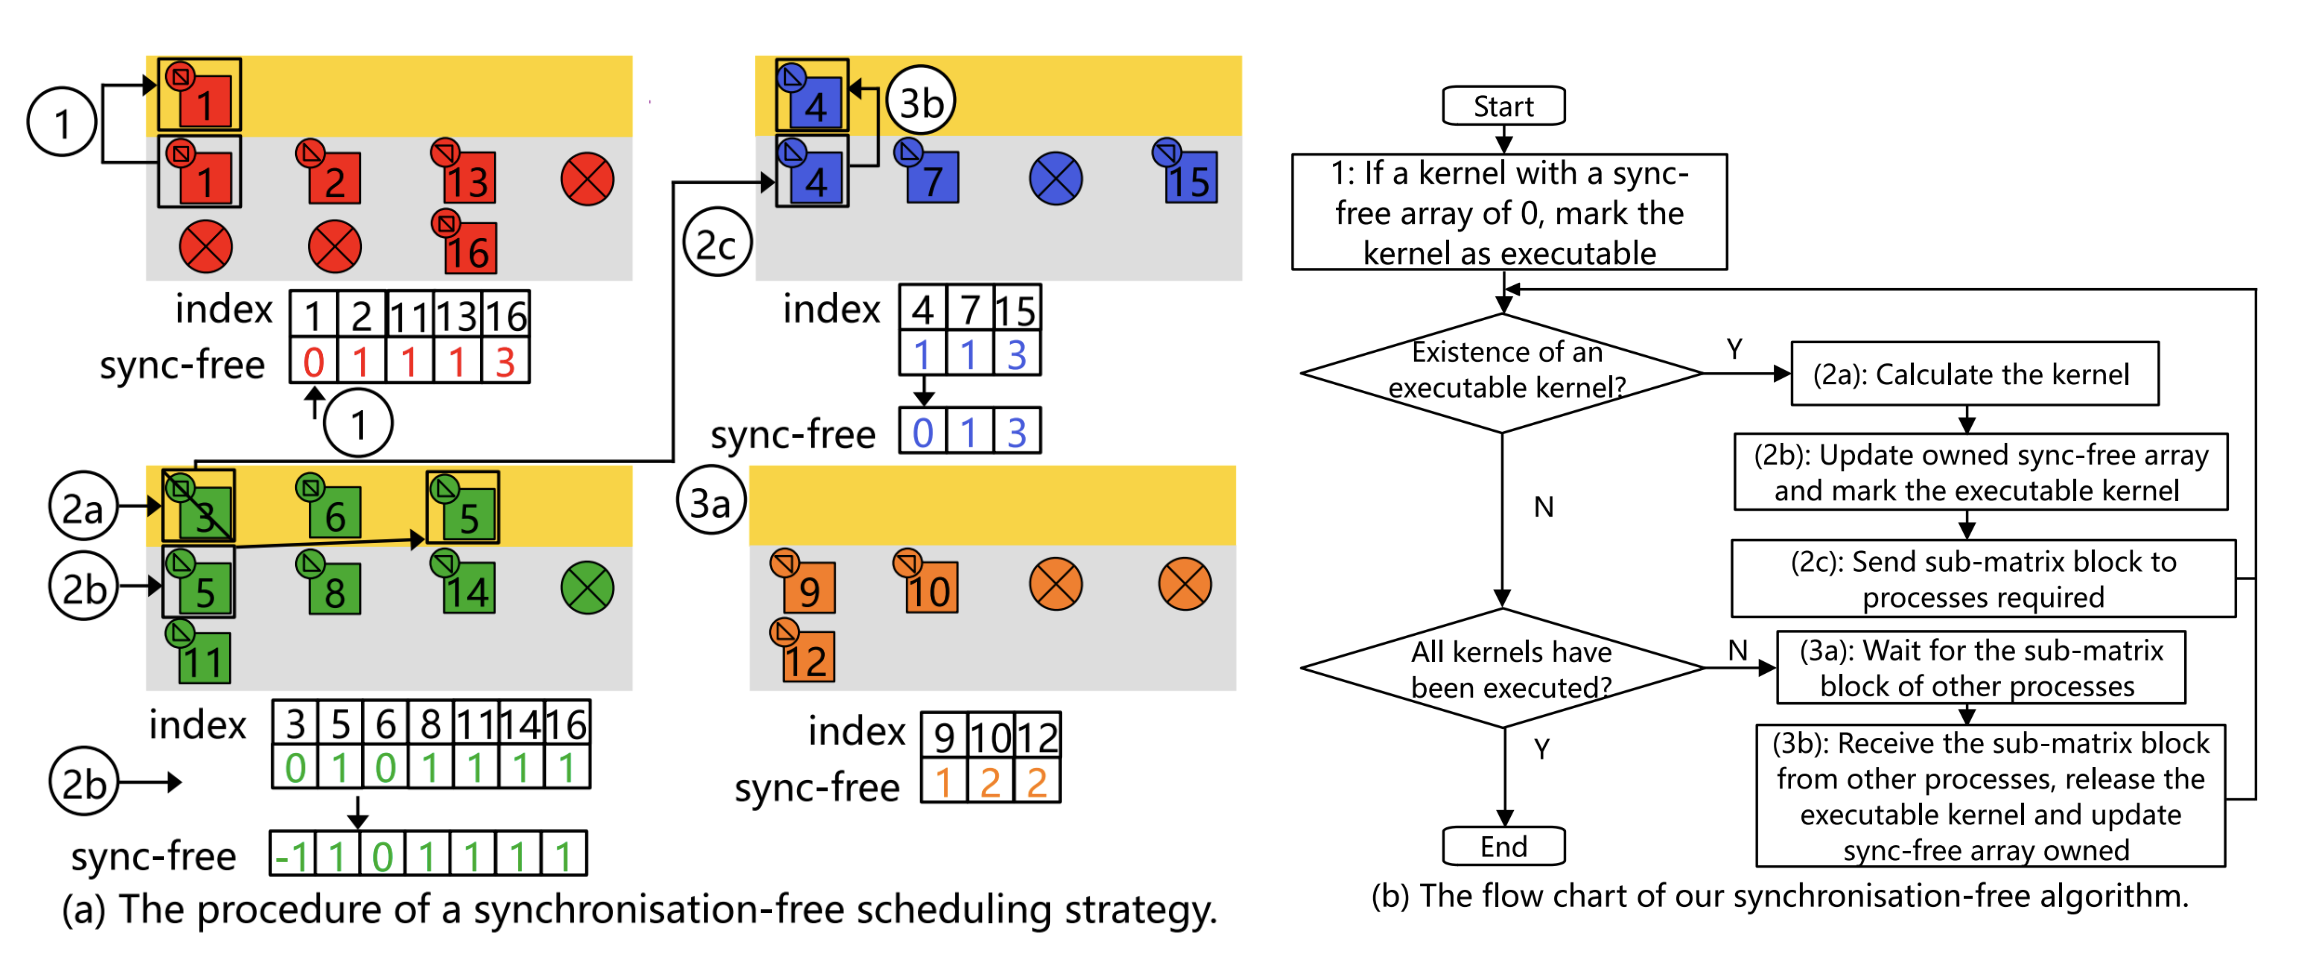 1
1
1
2
13
16
index
1 2 11 13 16
sync-free
0 1 1 1 3
1
4
3b
4
7
15
2c
index
4 7 15
1 1 3
sync-free
0 1 3
2a
3
6
5
2b
5
8
14
11
index
3 5 6 8 11 14 16
0 1 0 1 1 1 1
2b
sync-free
-1 1 0 1 1 1 1
3a
9
10
12
index
9 10 12
sync-free
1 2 2
(a) The procedure of a synchronisation-free scheduling strategy.
Start
1: If a kernel with a sync-
free array of 0, mark the
kernel as executable
Existence of an
executable kernel?
Y
(2a): Calculate the kernel
(2b): Update owned sync-free array
and mark the executable kernel
N
(2c): Send sub-matrix block to
processes required
All kernels have
been executed?
N
(3a): Wait for the sub-matrix
block of other processes
Y
(3b): Receive the sub-matrix block
from other processes, release the
executable kernel and update
sync-free array owned
End
(b) The flow chart of our synchronisation-free algorithm.